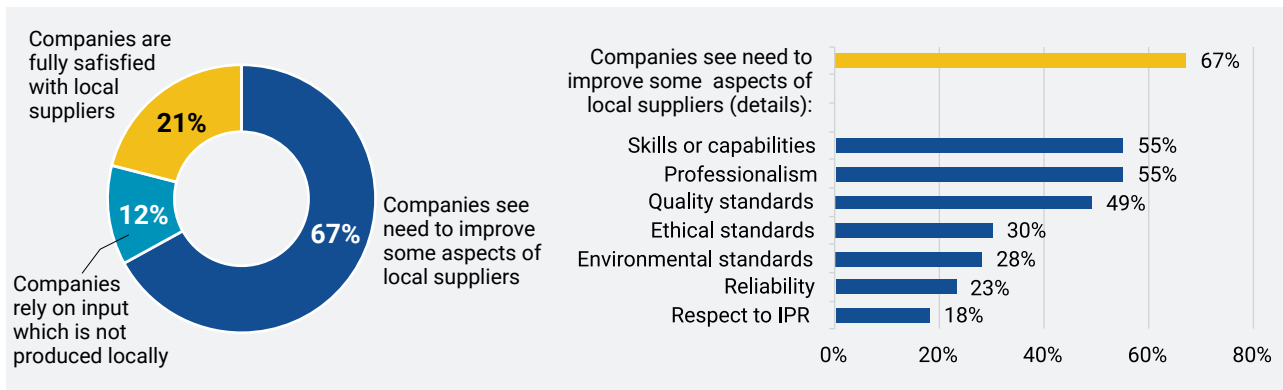 Companies are
fully safisfied
with local
suppliers
21%
12%
67%
Companies see
need to improve
some aspects of
local suppliers
Companies
rely on input
which is not
produced locally
Companies see need to
improve some aspects of
local suppliers (details):
67%
Skills or capabilities
55%
Professionalism
55%
Quality standards
49%
Ethical standards
30%
Environmental standards
28%
Reliability
23%
Respect to IPR
18%
0%
20%
40%
60%
80%